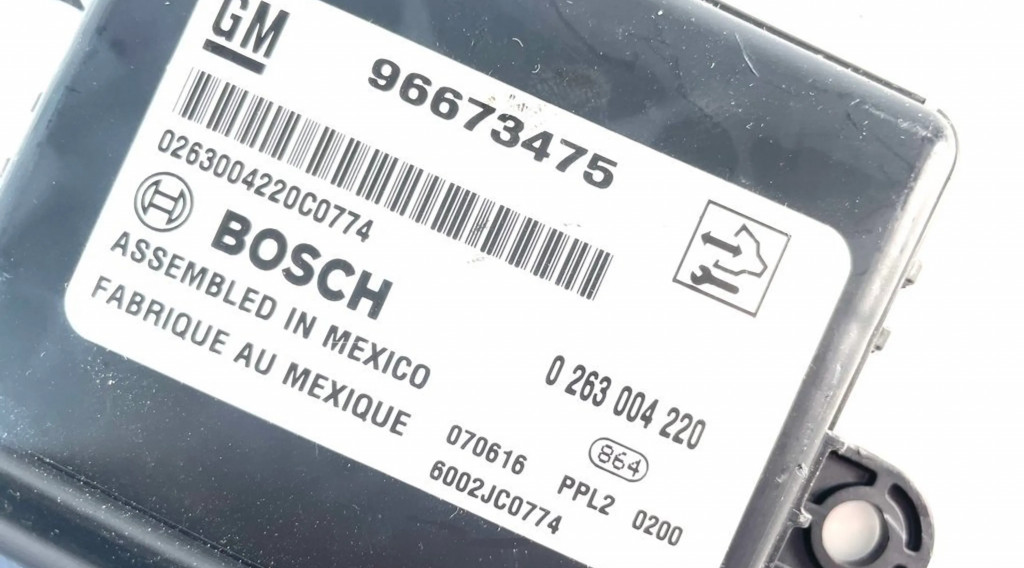 GM
96673475
0263004220C0774
BOSCH
ASSEMBLED IN MEXICO
FABRIQUE AU MEXIQUE
0 263 004 220
070616
864
6002JC0774
PPL2
0200